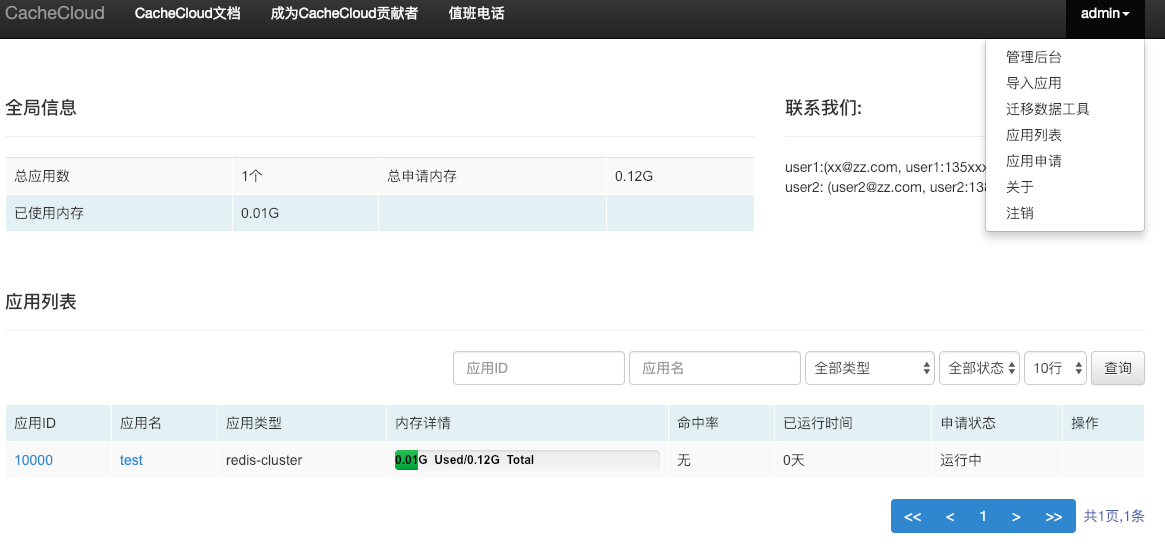 CacheCloud CacheCloud文档 成为CacheCloud贡献者 值班电话 admin
管理后台
导入应用
迁移数据工具
应用列表
应用申请
关于
注销
全局信息
总应用数 1个 总申请内存 0.12G
已使用内存 0.01G
联系我们:
user1:(xx@zz.com, user1:135xxx
user2: (user2@zz.com, user2:138
应用列表
应用ID 应用名 全部类型 全部状态 10行 查询
应用ID 应用名 应用类型 内存详情 命中率 已运行时间 申请状态 操作
10000 test redis-cluster 0.01G Used/0.12G Total 无 0天 运行中
<< < 1 > >> 共1页,1条